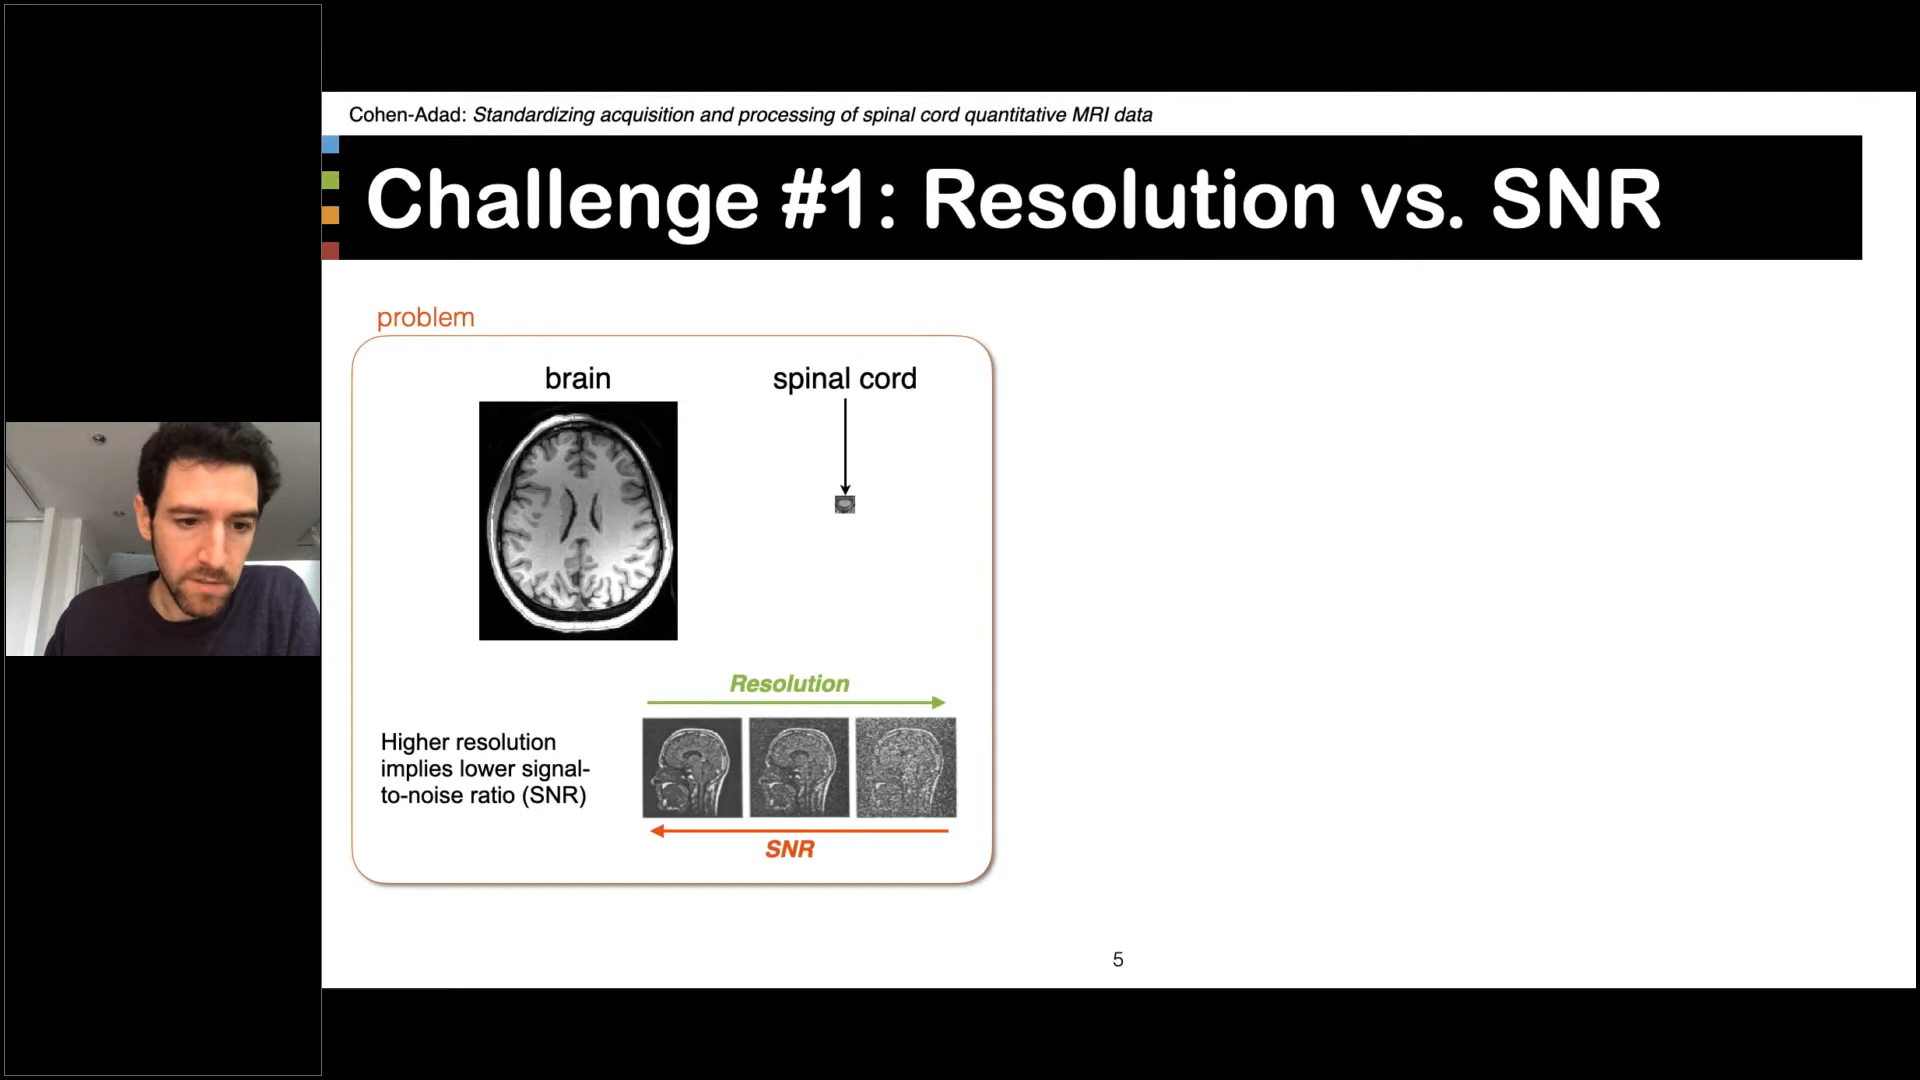 Cohen-Adad: Standardizing acquisition and processing of spinal cord quantitative MRI data
Challenge #1: Resolution vs. SNR
problem
brain
spinal cord
Resolution
Higher resolution
implies lower signal-
to-noise ratio (SNR)
SNR
5